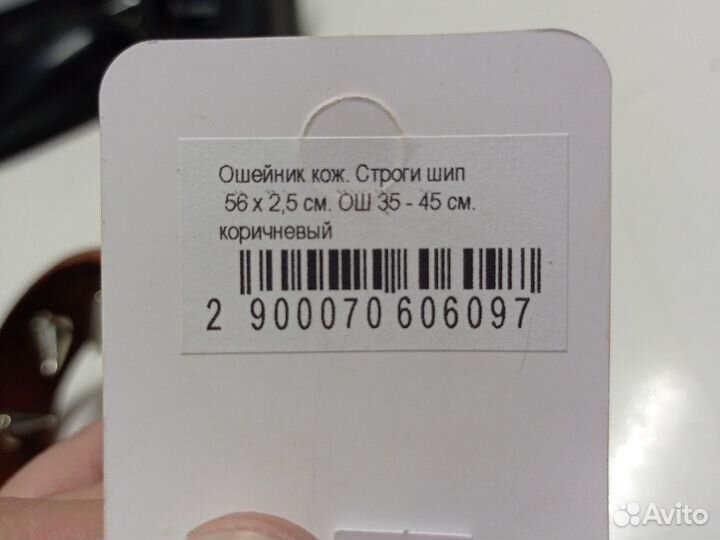 Ошейник кож. Строги шип
56 х 2,5 см. ОШ 35 - 45 см.
коричневый
2 900070 606097
Avito